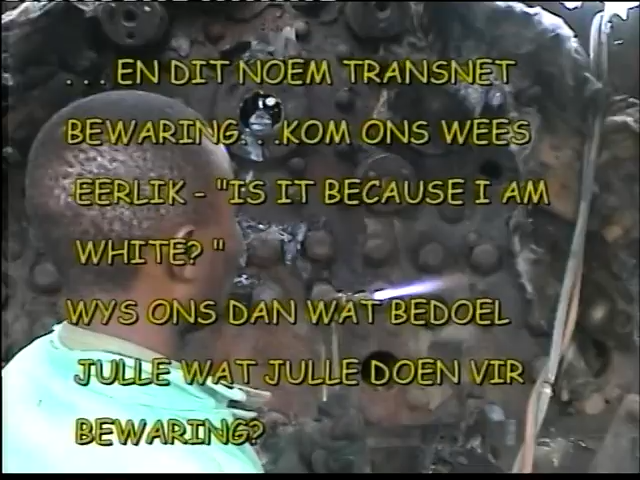 . . . EN DIT NOEM TRANSNET
BEWARING. . .KOM ONS WEES
EERLIK - "IS IT BECAUSE I AM
WHITE? "
WYS ONS DAN WAT BEDOEL
JULLE WAT JULLE DOEN VIR
BEWARING?